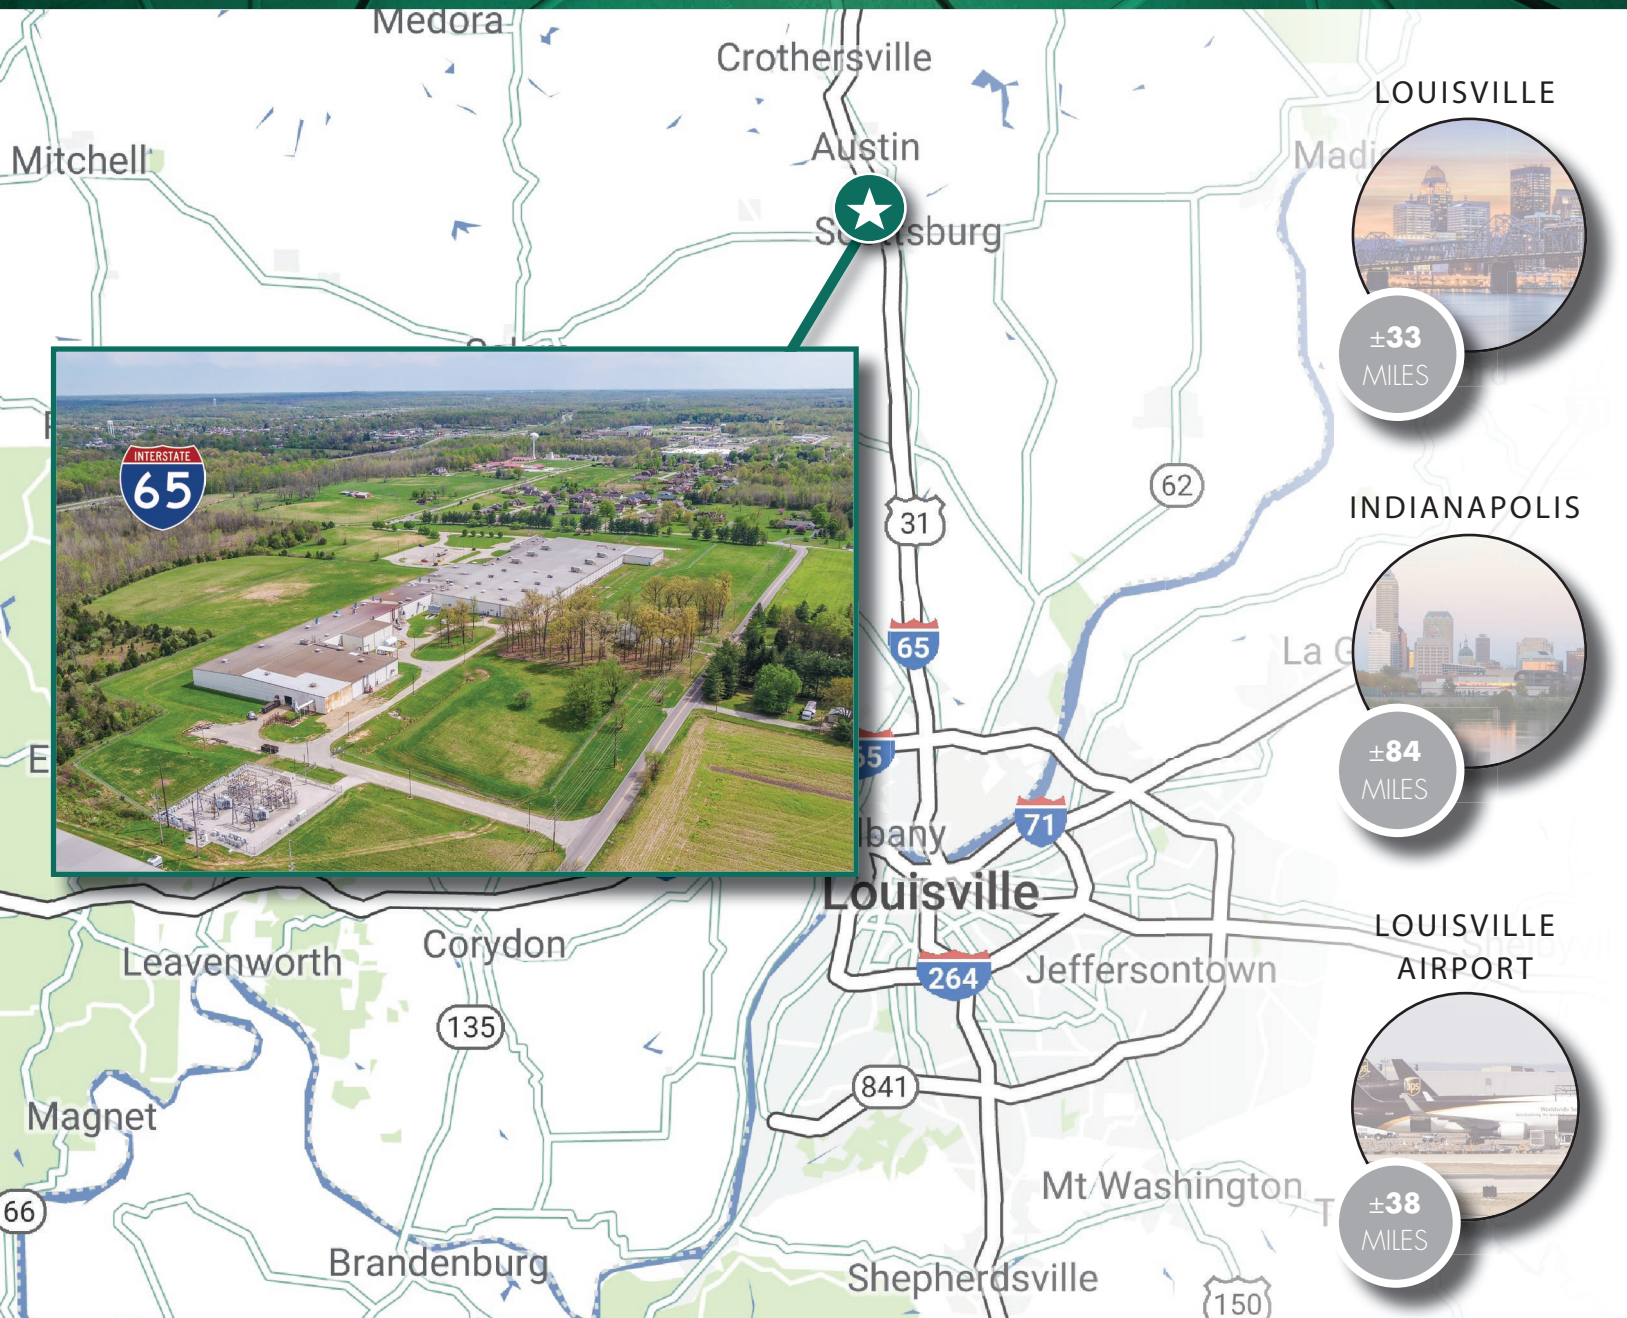 Medora
Crothersville
LOUISVILLE
Austin
Mitchell
±33
MILES
62
31
INTERSTATE
65
INDIANAPOLIS
65
±84
MILES
71
Louisville
LOUISVILLE
AIRPORT
Corydon
Leavenworth
264
Jeffersontown
135
841
ups
Magnet
Mt Washington
±38
MILES
66
Brandenburg
Shepherdsville
150